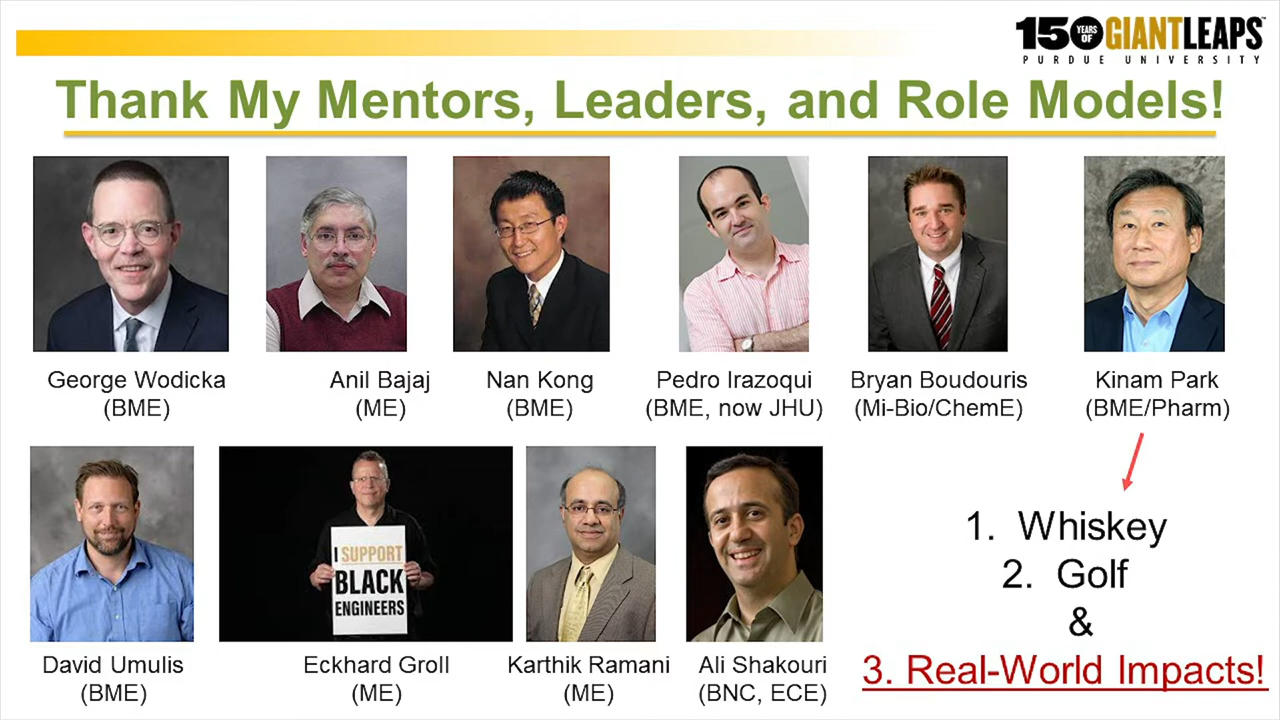 150 YEARS OF GIANTLEAPS™
PURDUE UNIVERSITY
Thank My Mentors, Leaders, and Role Models!
George Wodicka
(BME)
Anil Bajaj
(ME)
Nan Kong
(BME)
Pedro Irazoqui
(BME, now JHU)
Bryan Boudouris
(Mi-Bio/ChemE)
Kinam Park
(BME/Pharm)
I SUPPORT
BLACK
ENGINEERS
David Umulis
(BME)
Eckhard Groll
(ME)
Karthik Ramani
(ME)
Ali Shakouri
(BNC, ECE)
1. Whiskey
2. Golf
&
3. Real-World Impacts!